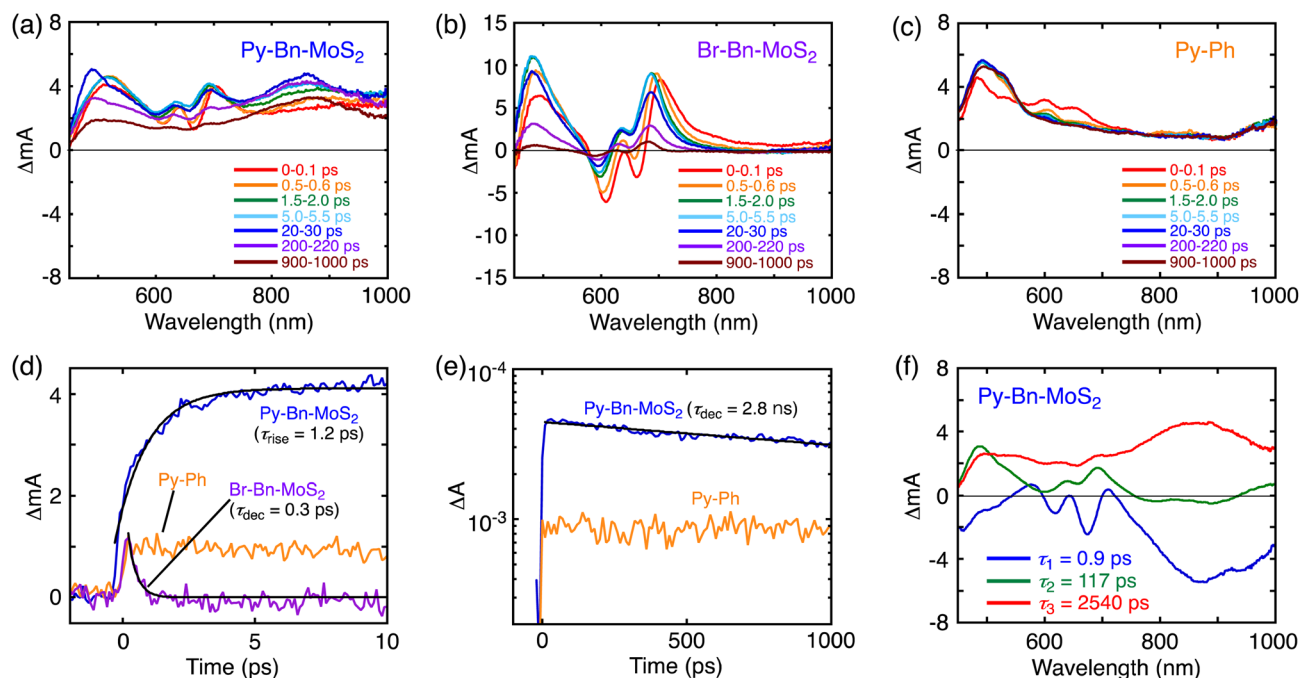 (a)
Py-Bn-MoS₂
8
4
0
-4
8
ΔmA
0-0.1 ps
0.5-0.6 ps
1.5-2.0 ps
5.0-5.5 ps
20-30 ps
200-220 ps
900-1000 ps
600
800
1000
Wavelength (nm)
(b)
Br-Bn-MoS₂
15
10
5
0
-5
-10
-15
ΔmA
0-0.1 ps
0.5-0.6 ps
1.5-2.0 ps
5.0-5.5 ps
20-30 ps
200-220 ps
900-1000 ps
600
800
1000
Wavelength (nm)
(c)
Py-Ph
8
4
0
-4
8
ΔmA
0-0.1 ps
0.5-0.6 ps
1.5-2.0 ps
5.0-5.5 ps
20-30 ps
200-220 ps
900-1000 ps
600
800
1000
Wavelength (nm)
(d)
4
2
0
ΔmA
Py-Bn-MoS₂
(τrise = 1.2 ps)
Py-Ph
Br-Bn-MoS₂
(τdec = 0.3 ps)
0
5
10
Time (ps)
(e)
10⁻⁴
10⁻³
ΔA
Py-Bn-MoS₂ (τdec = 2.8 ns)
Py-Ph
0
500
1000
Time (ps)
(f)
Py-Bn-MoS₂
8
4
0
-4
-8
ΔmA
τ₁ = 0.9 ps
τ₂ = 117 ps
τ₃ = 2540 ps
600
800
1000
Wavelength (nm)